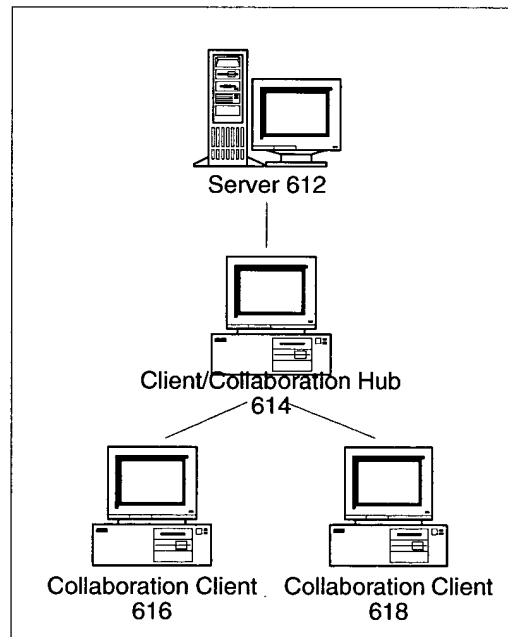 Server 612
Client/Collaboration Hub
614
Collaboration Client
616
Collaboration Client
618